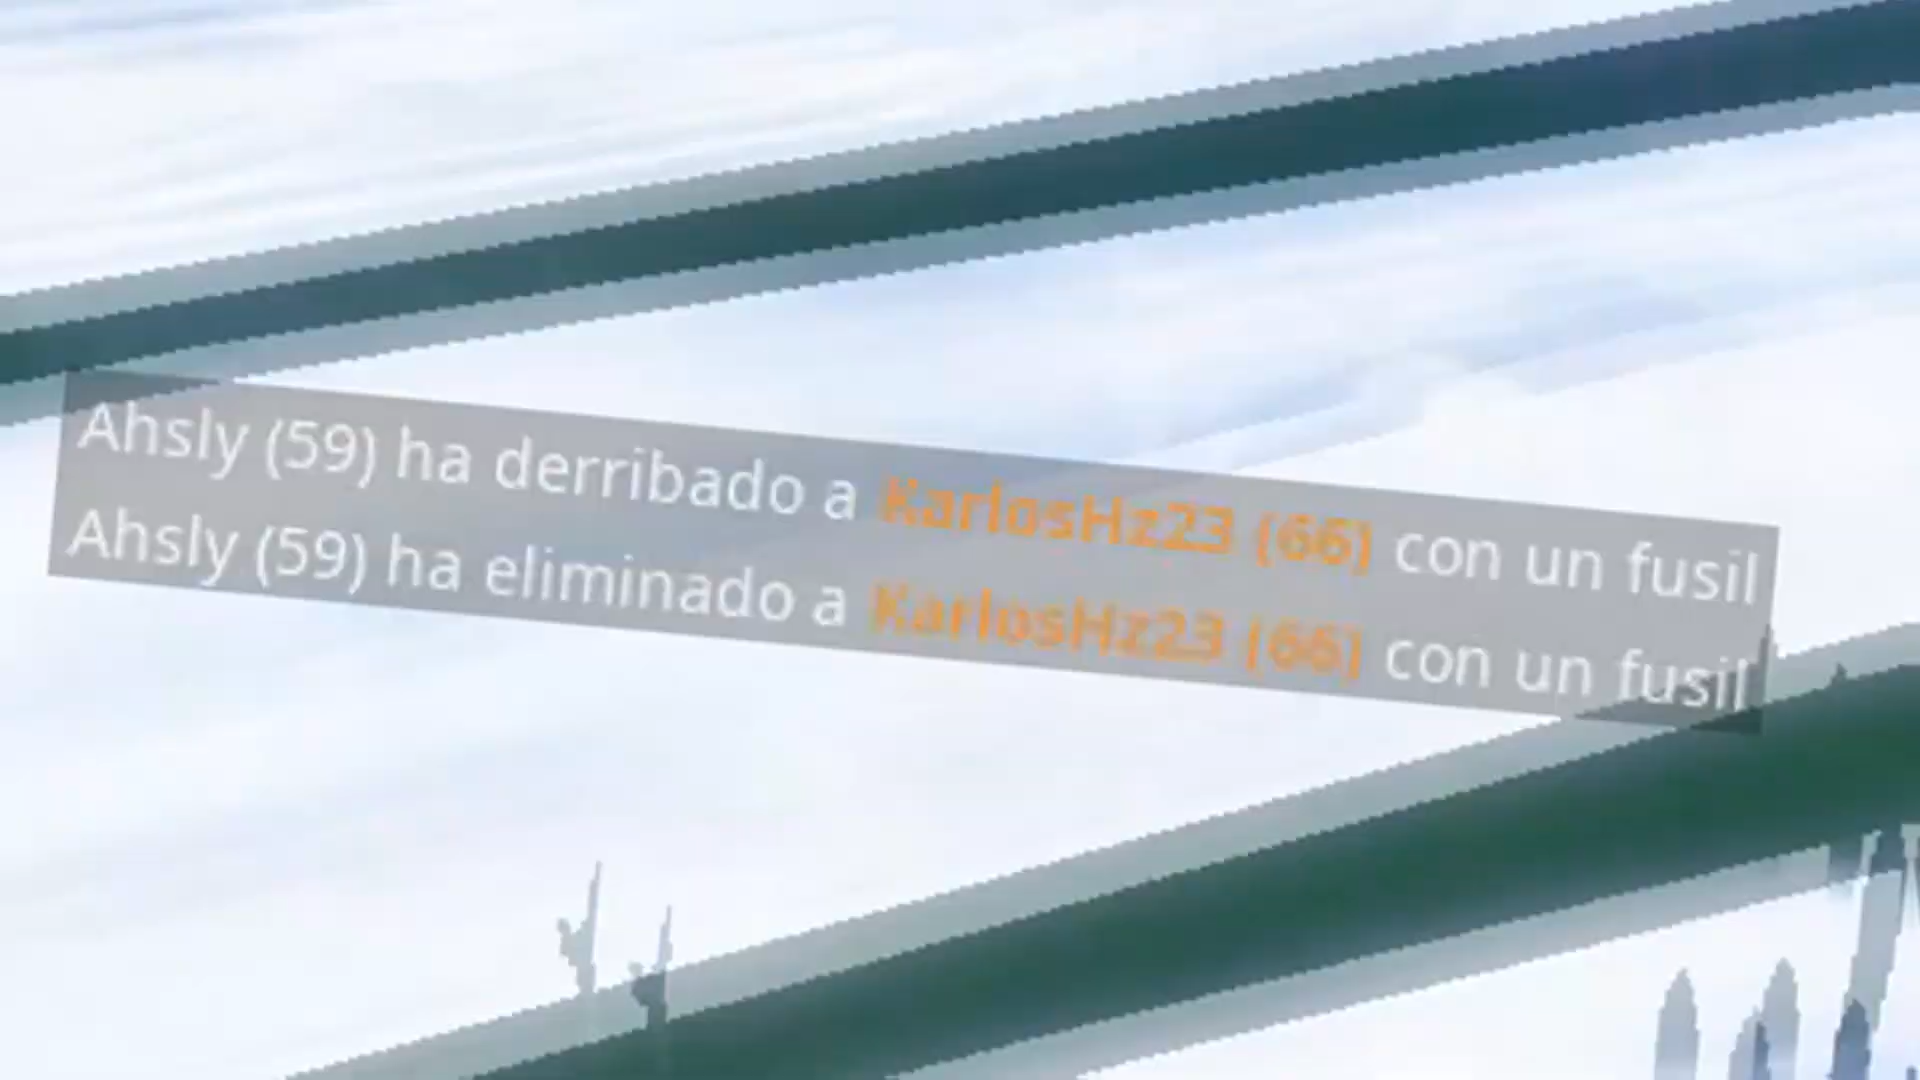 Ahsly (59) ha derribado a KarlosHz23 (66) con un fusil
Ahsly (59) ha eliminado a KarlosHz23 (66) con un fusil